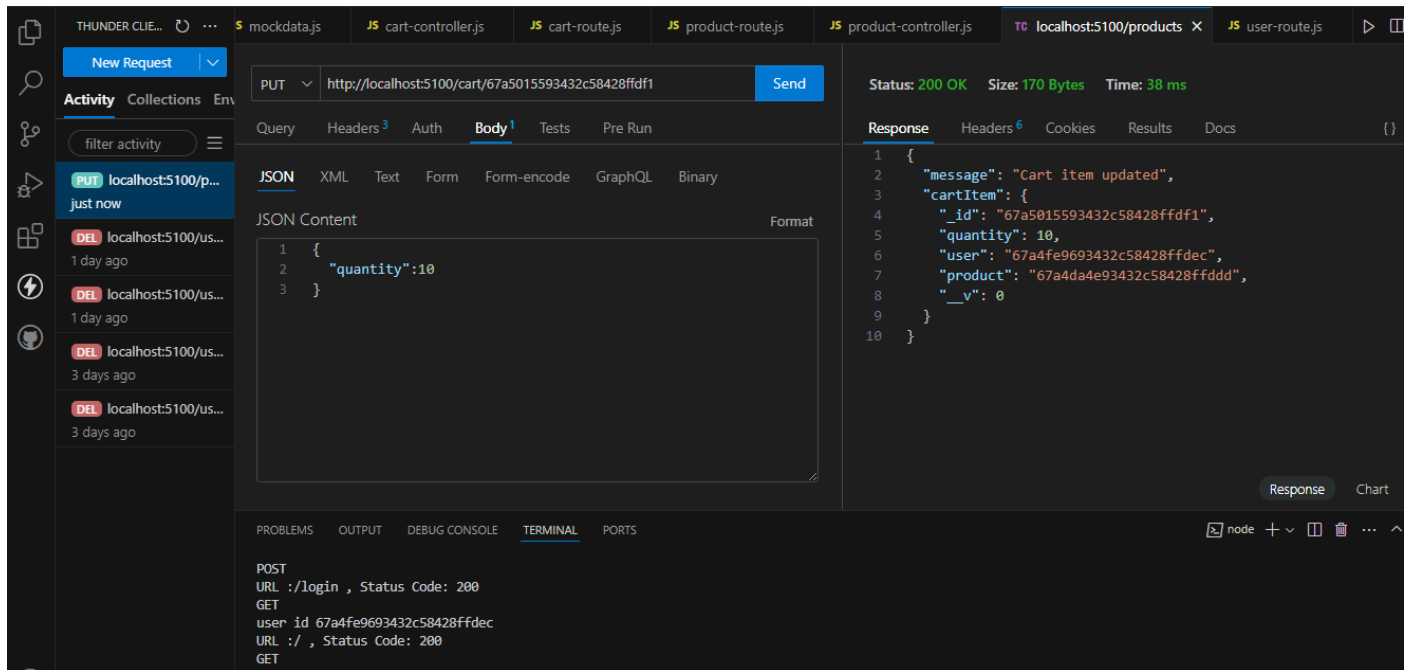 THUNDER CLIE... ...
New Request
Activity Collections Env
filter activity
PUT localhost:5100/p...
just now
DEL localhost:5100/us...
1 day ago
DEL localhost:5100/us...
1 day ago
DEL localhost:5100/us...
3 days ago
DEL localhost:5100/us...
3 days ago
S mockdata.js JS cart-controller.js JS cart-route.js JS product-route.js JS product-controller.js TC localhost:5100/products JS user-route.js
PUT http://localhost:5100/cart/67a5015593432c58428ffdf1 Send
Query Headers 3 Auth Body 1 Tests Pre Run
JSON XML Text Form Form-encode GraphQL Binary
JSON Content Format
1 {
2 "quantity":10
3 }
Status: 200 OK Size: 170 Bytes Time: 38 ms
Response Headers 6 Cookies Results Docs {}
1 {
2 "message": "Cart item updated",
3 "cartItem": {
4 "_id": "67a5015593432c58428ffdf1",
5 "quantity": 10,
6 "user": "67a4fe9693432c58428ffdec",
7 "product": "67a4da4e93432c58428ffddd",
8 "__v": 0
9 }
10 }
Response Chart
PROBLEMS OUTPUT DEBUG CONSOLE TERMINAL PORTS node ...
POST
URL :/login , Status Code: 200
GET
user id 67a4fe9693432c58428ffdec
URL :/ , Status Code: 200
GET